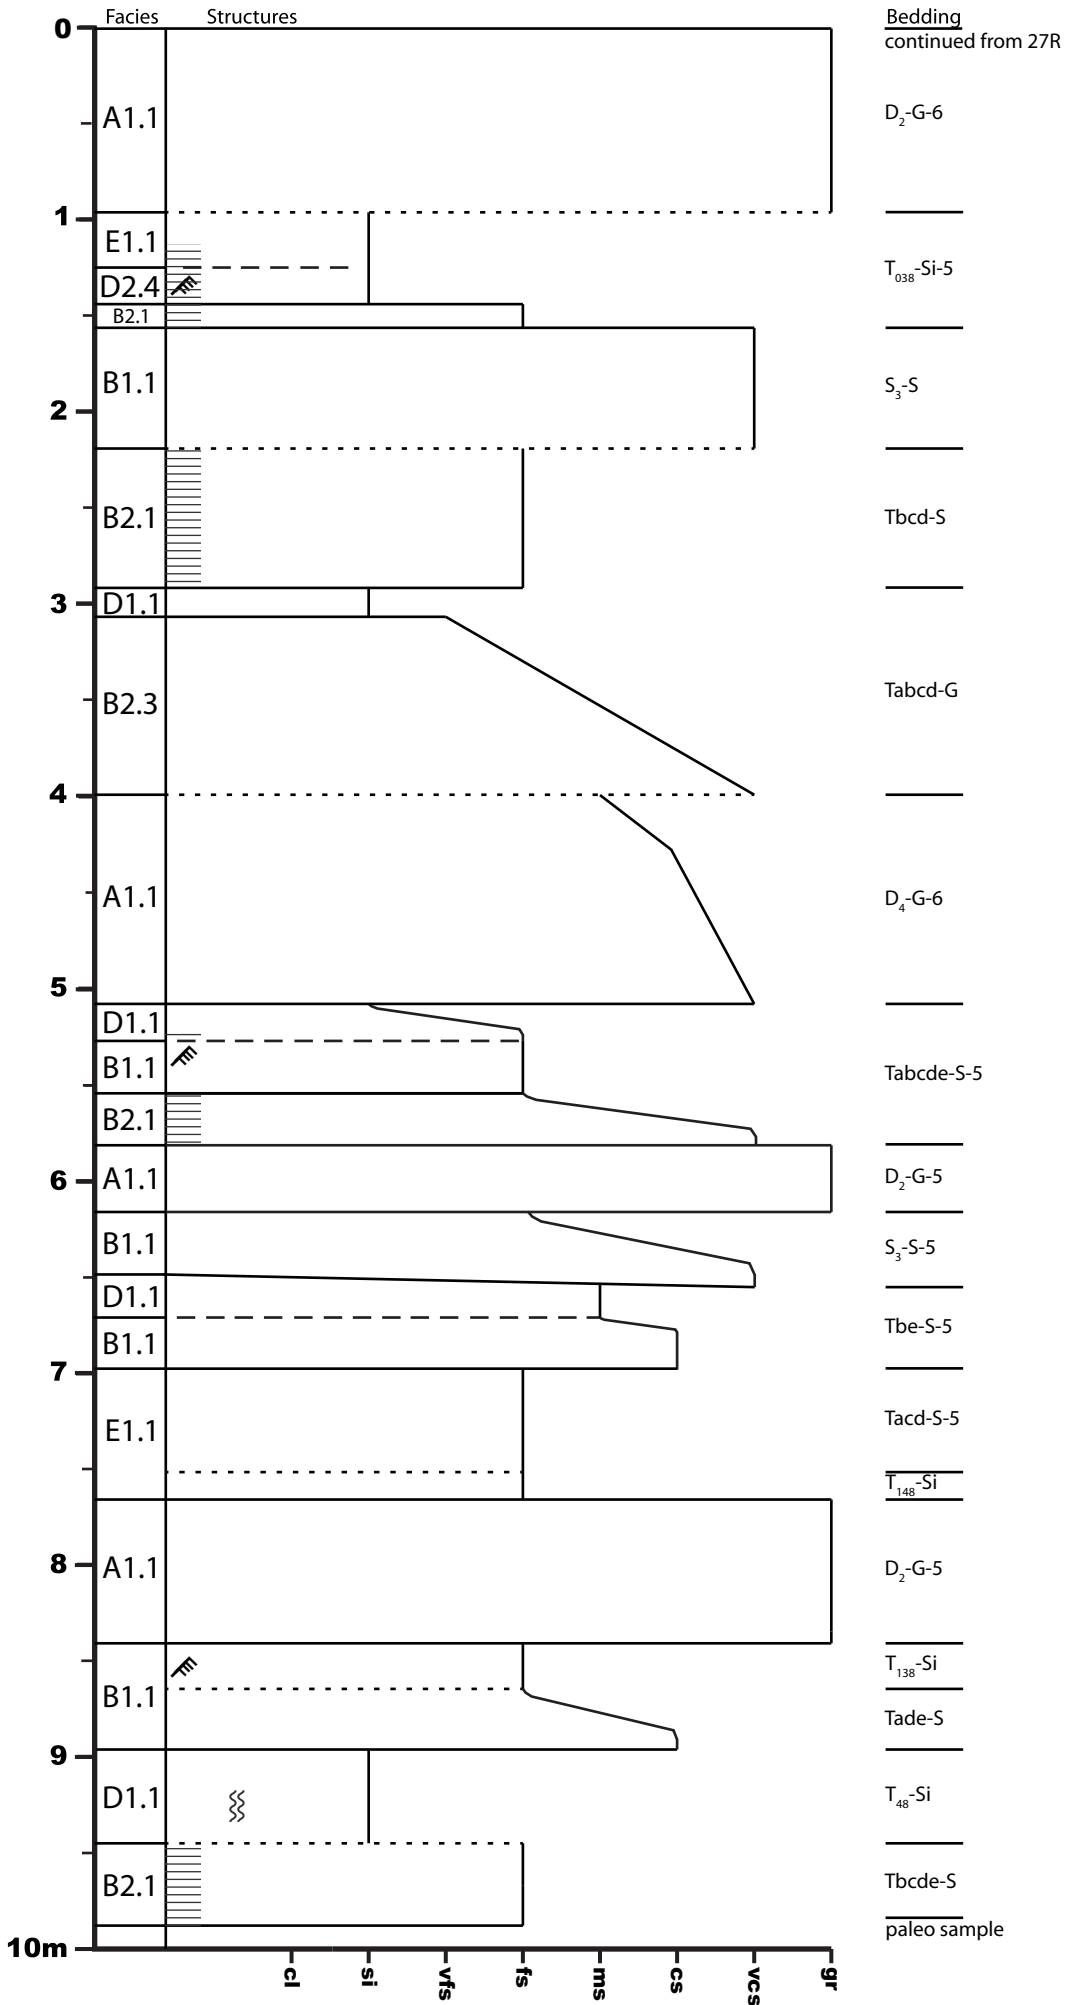 Facies Structures Bedding
0 continued from 27R
A1.1 D₂-G-6
1
E1.1 T₀₃₈-Si-5
D2.4
B2.1
B1.1 S₃-S
2
B2.1 Tbcd-S
3
D1.1
B2.3 Tabcd-G
4
A1.1 D₄-G-6
5
D1.1
B1.1 Tabcde-S-5
B2.1
6 A1.1 D₂-G-5
B1.1 S₃-S-5
D1.1 Tbe-S-5
B1.1
7
E1.1 Tacd-S-5
T₁₄₈-Si
8 A1.1 D₂-G-5
T₁₃₈-Si
B1.1 Tade-S
9
D1.1 T₄₈-Si
B2.1 Tbcde-S
paleo sample
10m
cl si vfs fs ms cs vcs gr